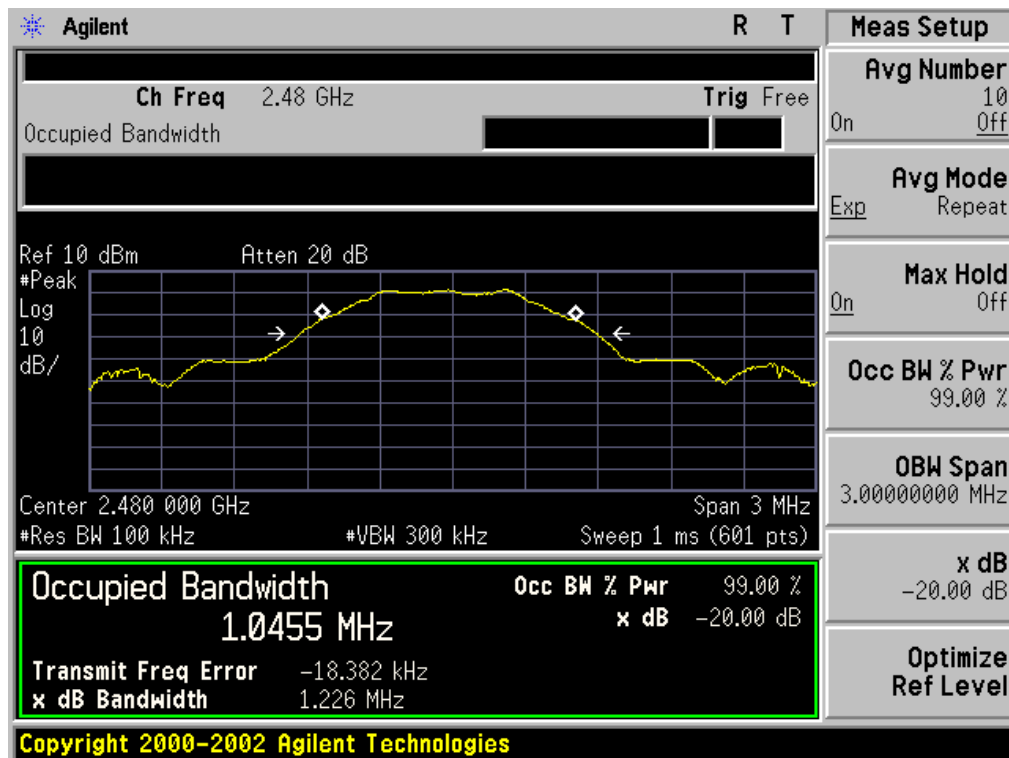 Agilent R T
Ch Freq 2.48 GHz Trig Free
Occupied Bandwidth
Ref 10 dBm Atten 20 dB
#Peak
Log
10
dB/
Center 2.480 000 GHz Span 3 MHz
#Res BW 100 kHz #VBW 300 kHz Sweep 1 ms (601 pts)
Occupied Bandwidth Occ BW % Pwr 99.00 %
1.0455 MHz x dB -20.00 dB
Transmit Freq Error -18.382 kHz
x dB Bandwidth 1.226 MHz
Copyright 2000-2002 Agilent Technologies
Meas Setup
Avg Number
10
On Off
Avg Mode
Exp Repeat
Max Hold
On Off
Occ BW % Pwr
99.00 %
OBW Span
3.00000000 MHz
x dB
-20.00 dB
Optimize
Ref Level